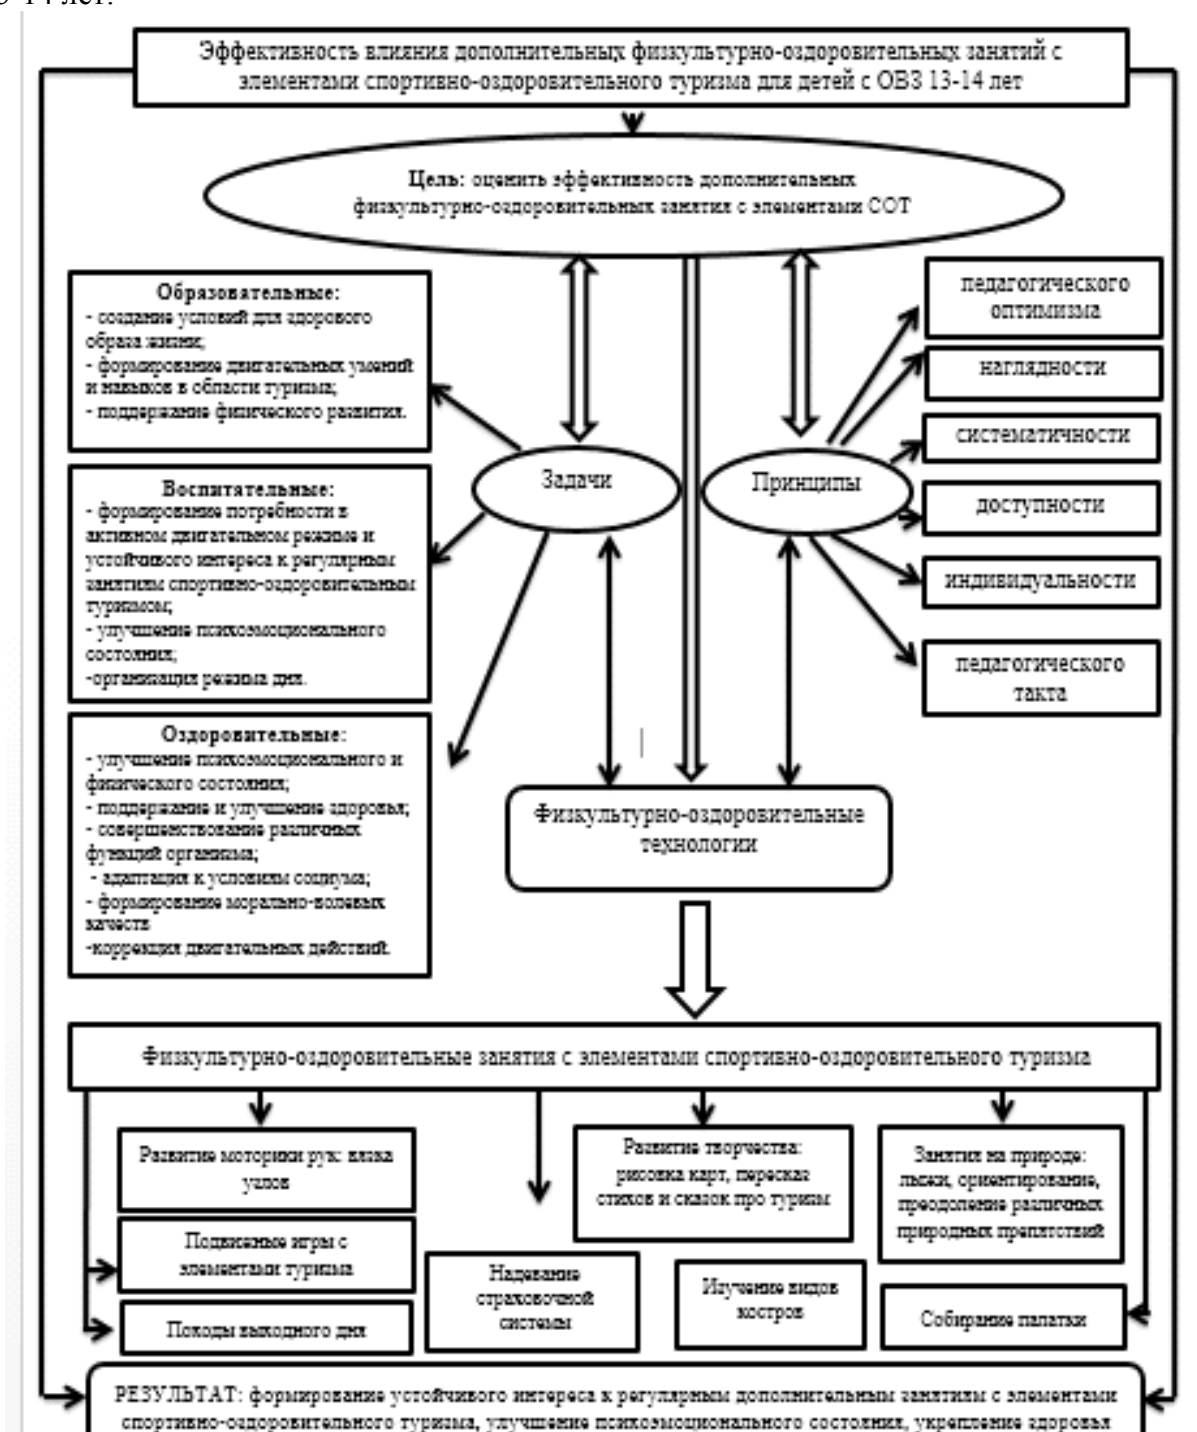 3-14 лет.
Эффективность влияния дополнительных физкультурно-оздоровительных занятий с
элементами спортивно-оздоровительного туризма для детей с ОВЗ 13-14 лет
Цель: оценить эффективность дополнительных
физкультурно-оздоровительных занятия с элементами СОТ
Образовательные:
- создание условий для здорового
образа жизни;
- формирование двигательных умений
и навыков в области туризма;
- поддержание физического развития.
Воспитятельные:
- формирование потребности в
активном двигательном режиме и
устойчивого интереса к регулярным
занятиям спортивно-оздоровительным
туризмом;
- улучшение психоэмоционального
состояния;
-организация режима дня.
Оздоровительные:
- улучшение психоэмоционального и
физического состояния;
- поддержание и улучшение здоровья;
- совершенствование различных
функций организма;
- адаптация к условиям социума;
- формирование морально-волевых
качеств
-коррекция двигательных действий.
Задачи
Принципы
педагогического
оптимизма
наглядности
систематичности
доступности
индивидуальности
педагогического
такта
Физкультурно-оздоровительные
технологии
Физкультурно-оздоровительные занятия с элементами спортивно-оздоровительного туризма
Развитие моторики рук: вязка
узлов
Подвижные игры с
элементами туризма
Походы выходного дня
Надевание
страховочной
системы
Развитие творчества:
рисовка карт, пересказ
стихов и сказок про туризм
Изучение видов
костров
Занятия на природе:
лыжи, ориентирование,
преодоление различных
природных препятствий
Собирание палатки
РЕЗУЛЬТАТ: формирование устойчивого интереса к регулярным дополнительным занятиям с элементами
спортивно-оздоровительного туризма, улучшение психоэмоционального состояния, укрепление здоровья